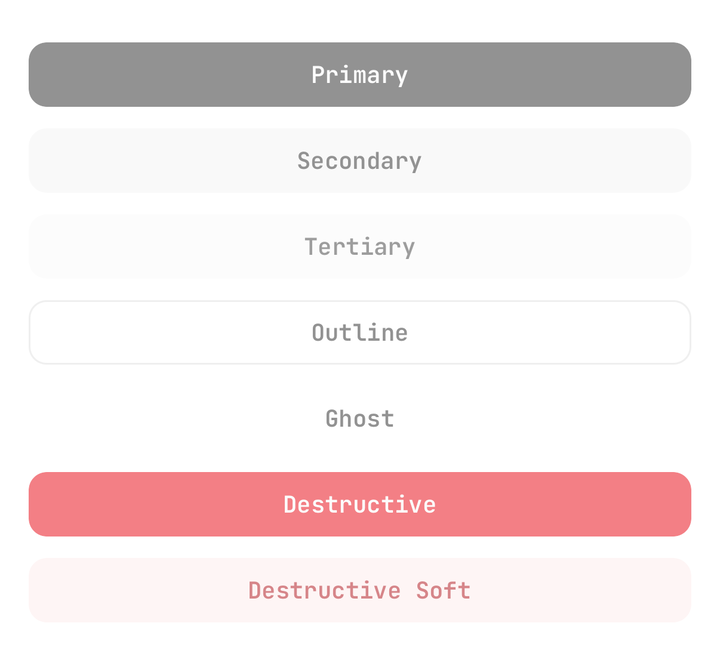 Primary
Secondary
Tertiary
Outline
Ghost
Destructive
Destructive Soft